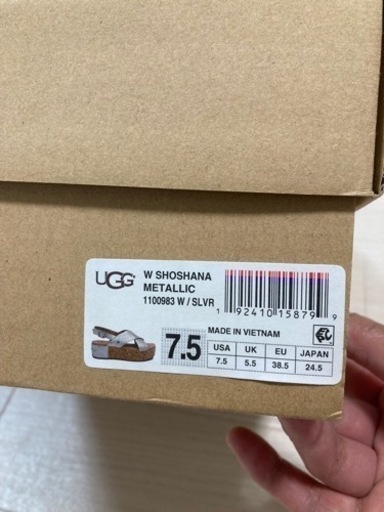 UGG
W SHOSHANA
METALLIC
1100983 W / SLVR
1 92410 15879 9
MADE IN VIETNAM
7.5
USA UK EU JAPAN
7.5 5.5 38.5 24.5